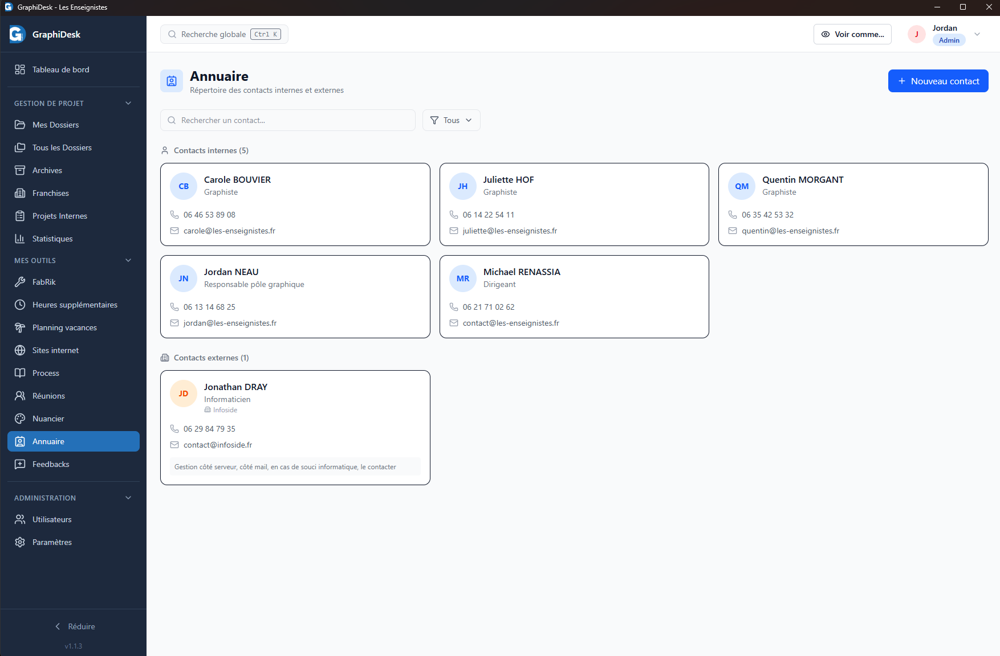 GraphiDesk - Les Enseignistes
GraphiDesk
Recherche globale Ctrl K
Voir comme...
J
Jordan
Admin
Tableau de bord
GESTION DE PROJET
Mes Dossiers
Tous les Dossiers
Archives
Franchises
Projets Internes
Statistiques
MES OUTILS
FabRik
Heures supplémentaires
Planning vacances
Sites internet
Process
Réunions
Nuancier
Annuaire
Feedbacks
ADMINISTRATION
Utilisateurs
Paramètres
Réduire
v1.1.3
Annuaire
Répertoire des contacts internes et externes
Nouveau contact
Rechercher un contact...
Tous
Contacts internes (5)
CB
Carole BOUVIER
Graphiste
06 46 53 89 08
carole@les-enseignistes.fr
JH
Juliette HOF
Graphiste
06 14 22 54 11
juliette@les-enseignistes.fr
QM
Quentin MORGANT
Graphiste
06 35 42 53 32
quentin@les-enseignistes.fr
JN
Jordan NEAU
Responsable pôle graphique
06 13 14 68 25
jordan@les-enseignistes.fr
MR
Michael RENASSIA
Dirigeant
06 21 71 02 62
contact@les-enseignistes.fr
Contacts externes (1)
JD
Jonathan DRAY
Informaticien
Infoside
06 29 84 79 35
contact@infoside.fr
Gestion côté serveur, côté mail, en cas de souci informatique, le contacter